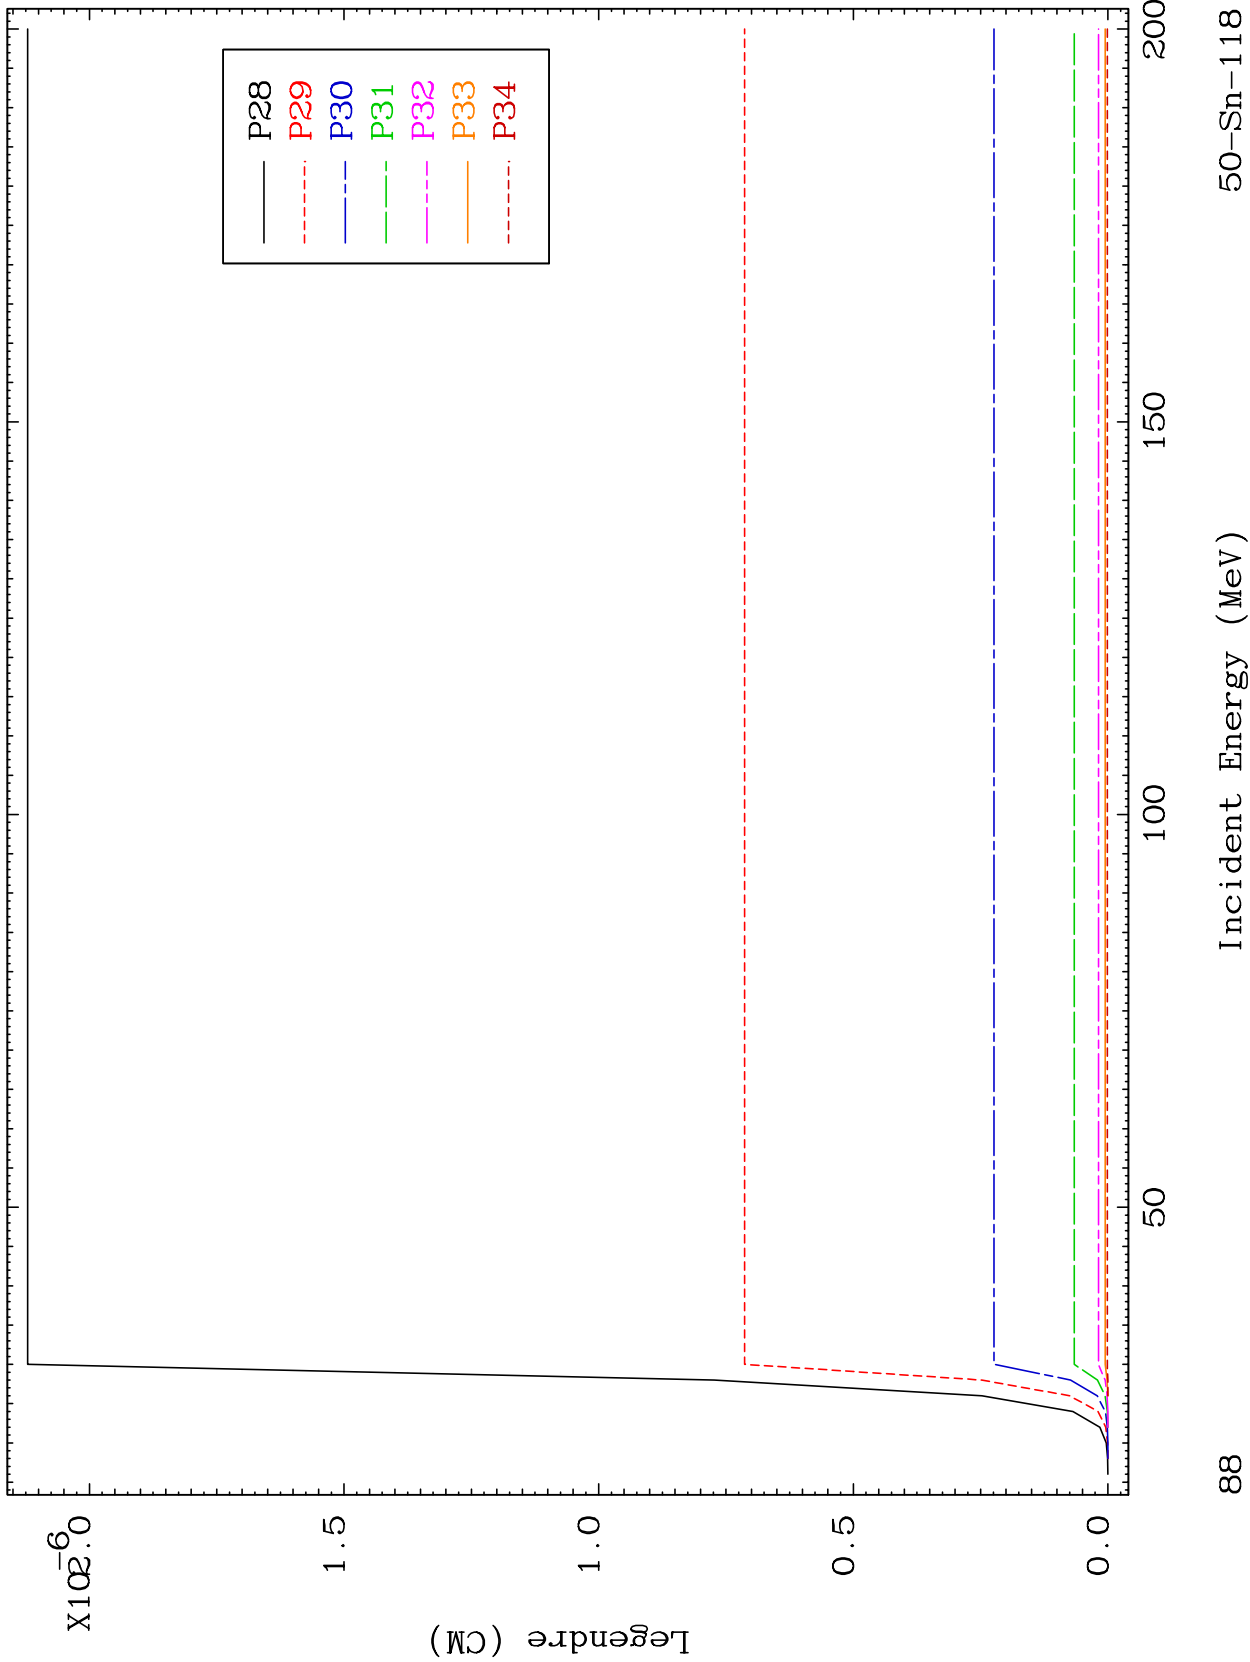 X10-6
2.0
1.5
1.0
0.5
0.0
Legendre (CM)
P28
P29
P30
P31
P32
P33
P34
50
100
150
200
Incident Energy (MeV)
88
50-Sn-118